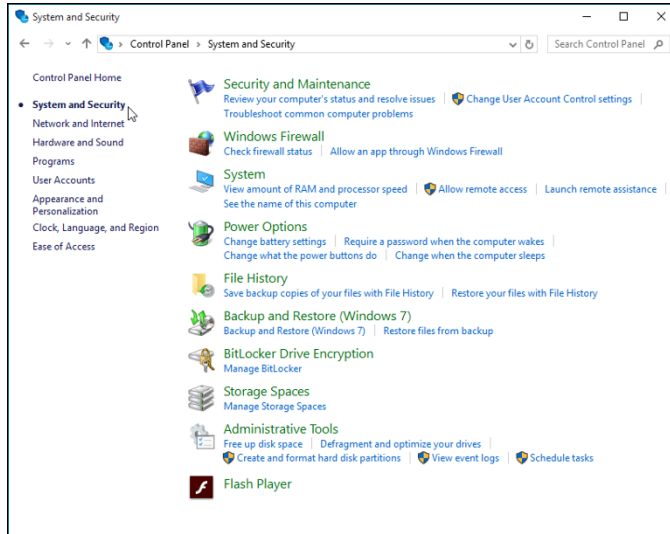 System and Security
Control Panel > System and Security
Search Control Panel
Control Panel Home
System and Security
Network and Internet
Hardware and Sound
Programs
User Accounts
Appearance and
Personalization
Clock, Language, and Region
Ease of Access
Security and Maintenance
Review your computer's status and resolve issues | Change User Account Control settings |
Troubleshoot common computer problems
Windows Firewall
Check firewall status | Allow an app through Windows Firewall
System
View amount of RAM and processor speed | Allow remote access | Launch remote assistance |
See the name of this computer
Power Options
Change battery settings | Require a password when the computer wakes |
Change what the power buttons do | Change when the computer sleeps
File History
Save backup copies of your files with File History | Restore your files with File History
Backup and Restore (Windows 7)
Backup and Restore (Windows 7) | Restore files from backup
BitLocker Drive Encryption
Manage BitLocker
Storage Spaces
Manage Storage Spaces
Administrative Tools
Free up disk space | Defragment and optimize your drives |
Create and format hard disk partitions | View event logs | Schedule tasks
Flash Player